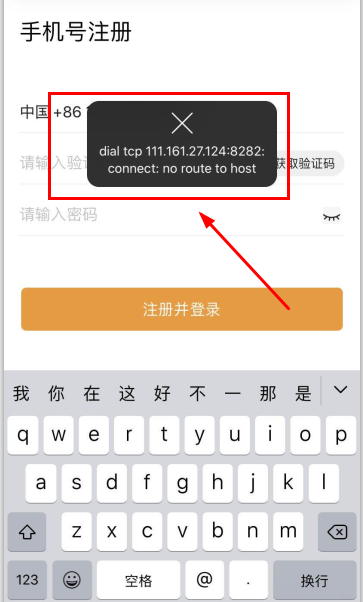 手机号注册
中国 +86
dial tcp 111.161.27.124:8282:
connect: no route to host
请输入验
获取验证码
请输入密码
注册并登录
我 你 在 这 好 不 一 那 是
q w e r t y u i o p
a s d f g h j k l
z x c v b n m
123 空格 @ . 换行